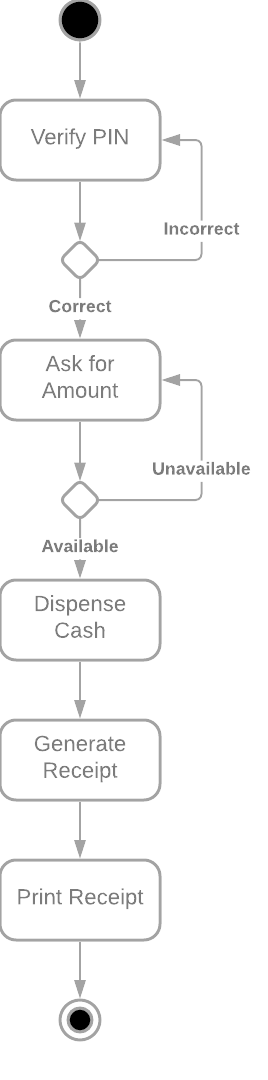 Verify PIN
Incorrect
Correct
Ask for
Amount
Unavailable
Available
Dispense
Cash
Generate
Receipt
Print Receipt